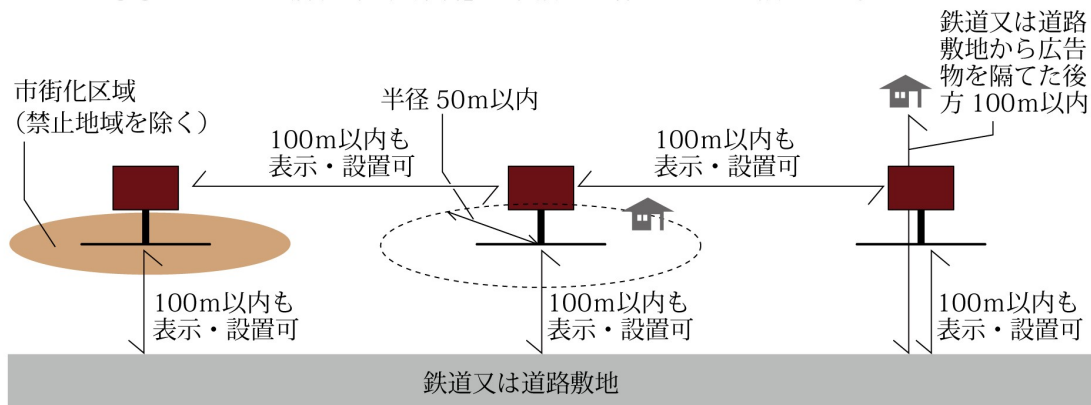 鉄道又は道路
敷地から広告
物を隔てた後
方 100m以内
市街化区域
（禁止地域を除く）
半径 50m以内
100m以内も
表示・設置可
100m以内も
表示・設置可
100m以内も
表示・設置可
100m以内も
表示・設置可
100m以内も
表示・設置可
鉄道又は道路敷地